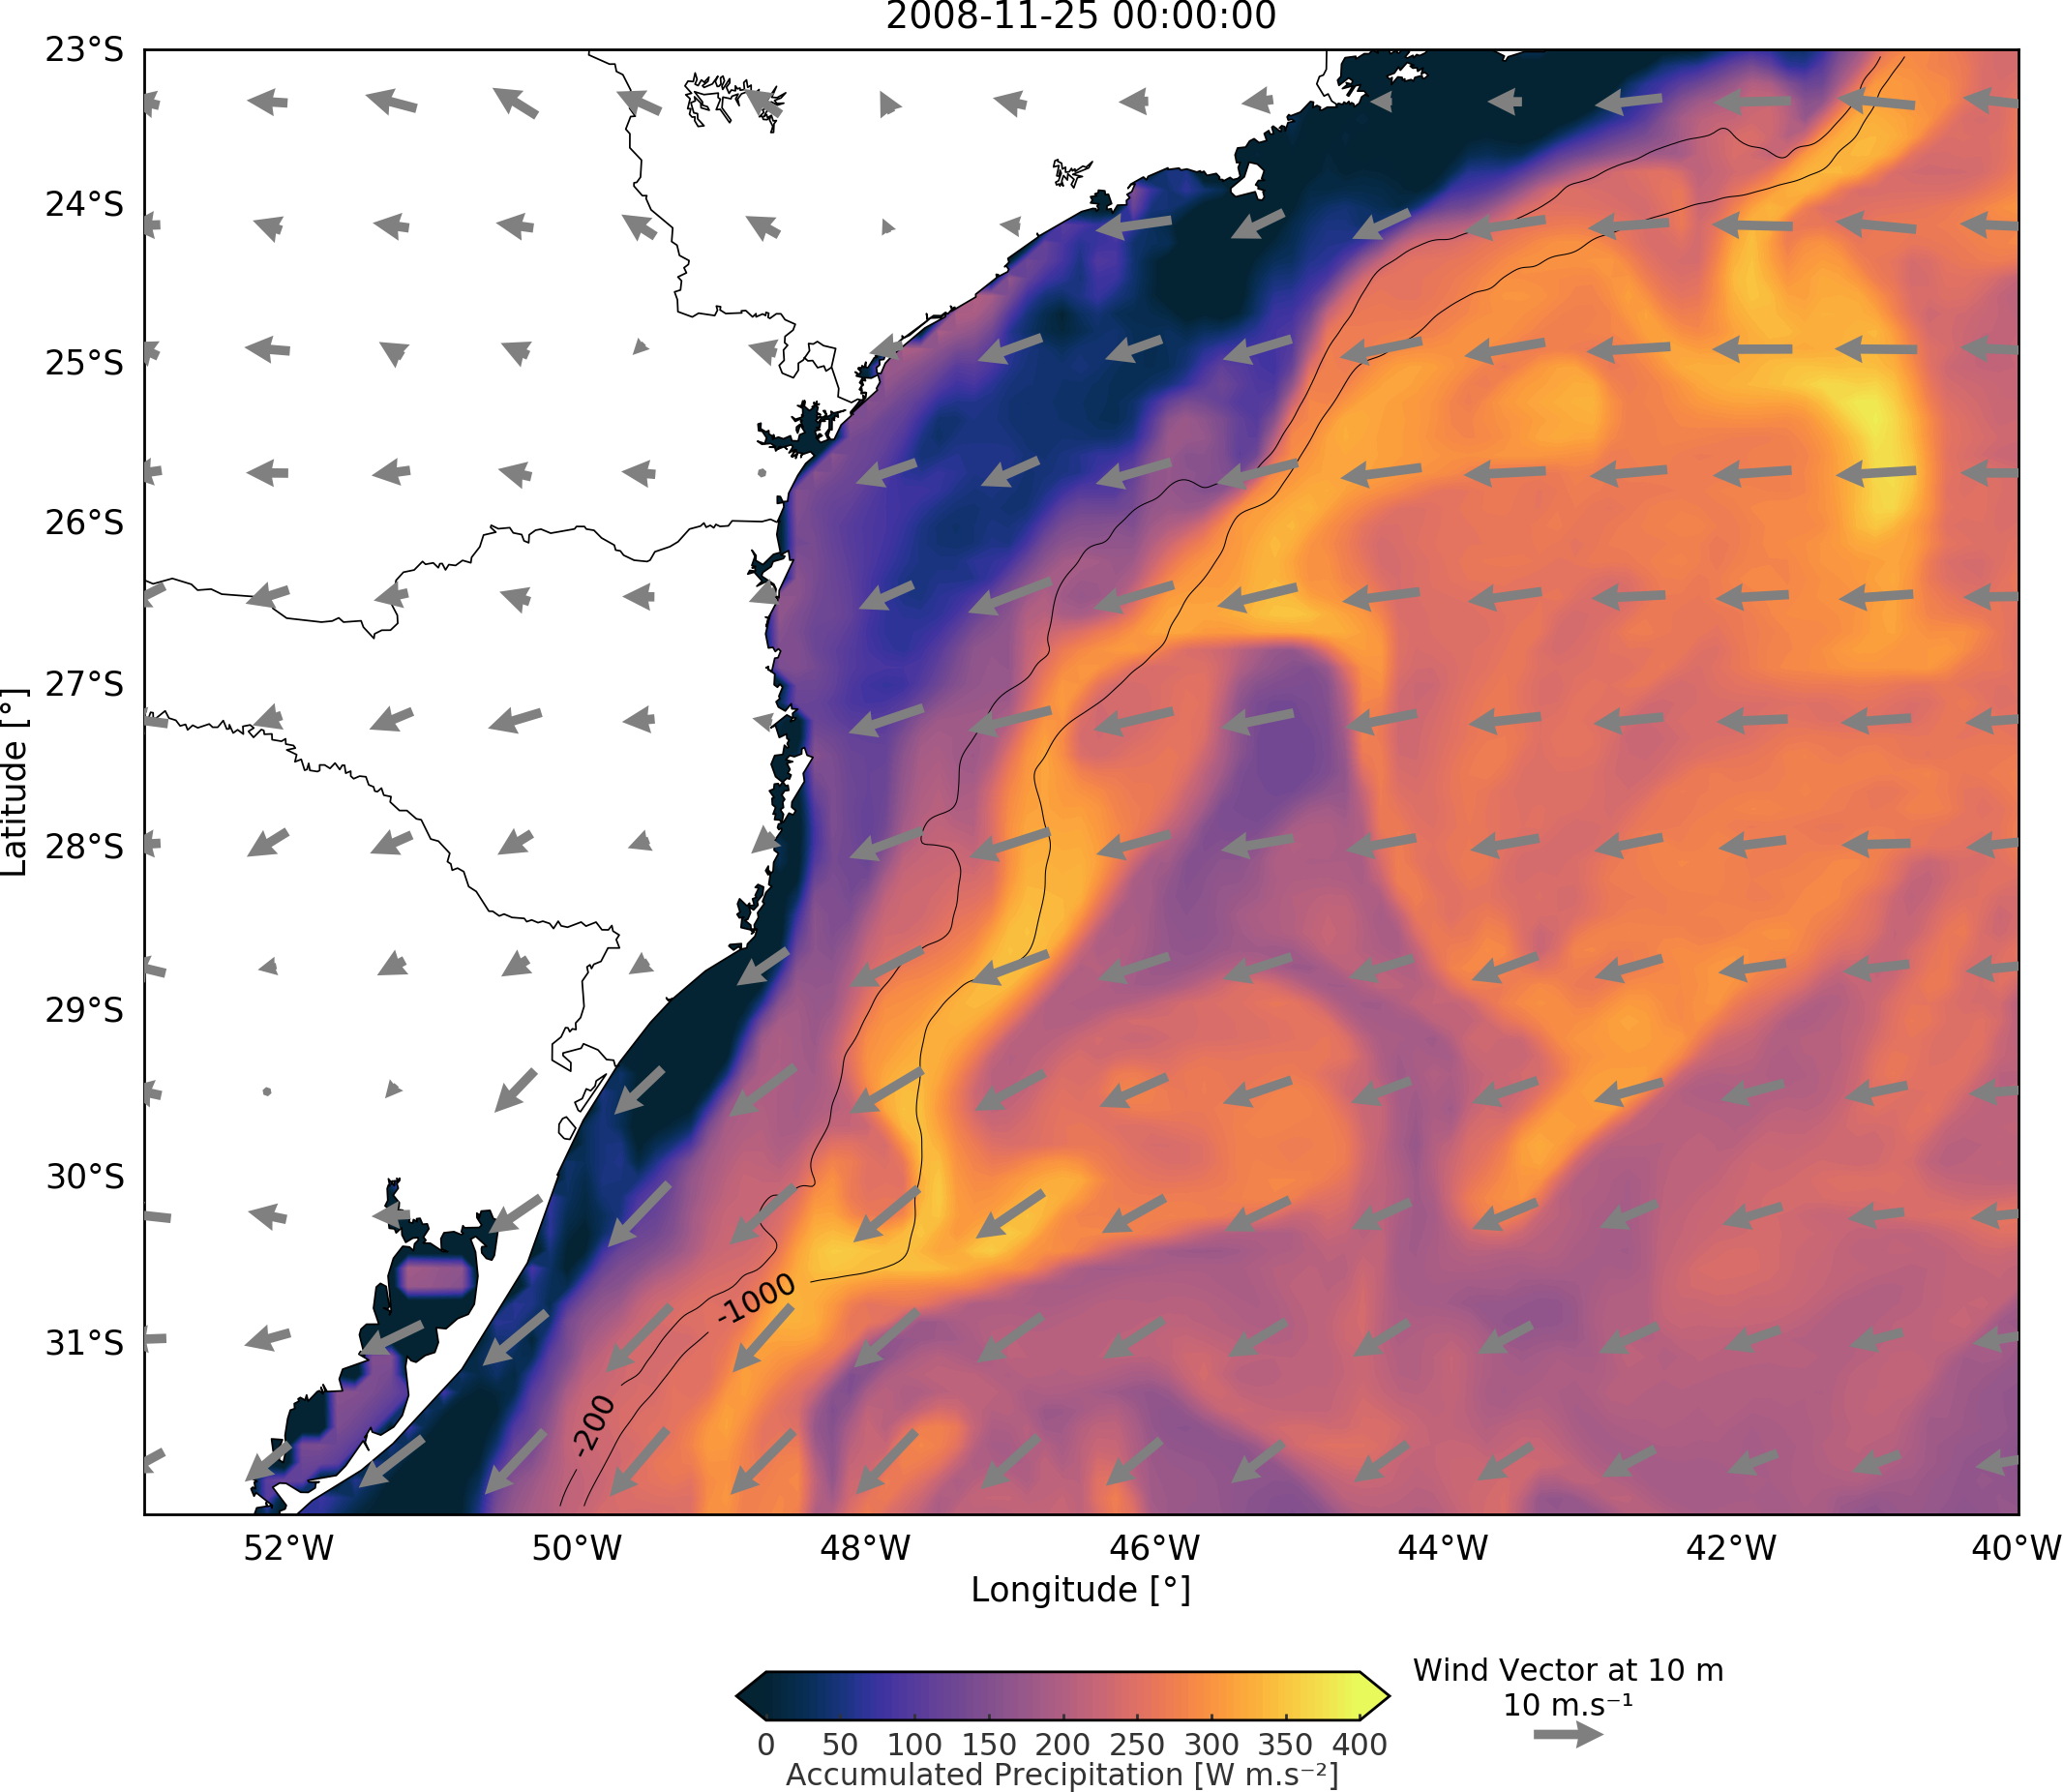 2008-11-25 00:00:00
23°S
24°S
25°S
26°S
27°S
28°S
29°S
30°S
31°S
Latitude [°]
-1000
-200
52°W 50°W 48°W 46°W 44°W 42°W 40°W
Longitude [°]
Wind Vector at 10 m
10 m.s⁻¹
0 50 100 150 200 250 300 350 400
Accumulated Precipitation [W m.s⁻²]